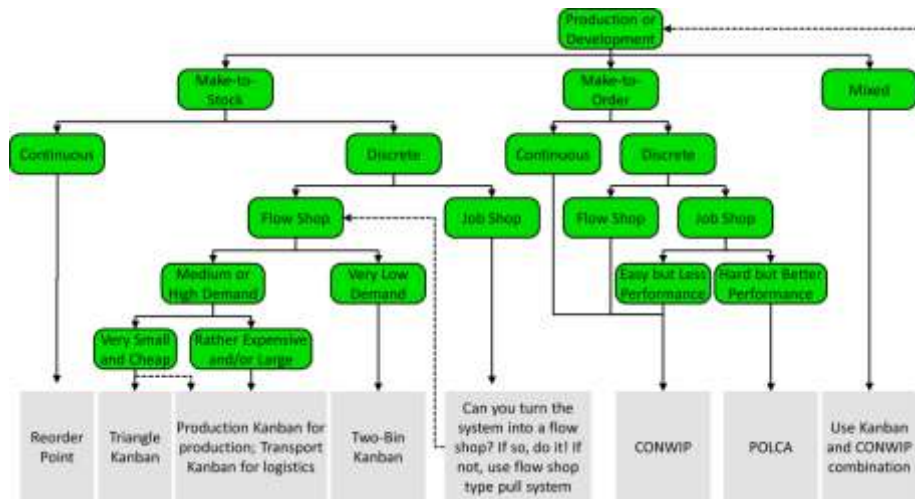 Production or
Development
Make-to-
Stock
Make-to-
Order
Mixed
Continuous
Discrete
Continuous
Discrete
Flow Shop
Job Shop
Flow Shop
Job Shop
Medium or
High Demand
Very Low
Demand
Easy but Less
Performance
Hard but Better
Performance
Very Small
and Cheap
Rather Expensive
and/or Large
Reorder
Point
Triangle
Kanban
Production Kanban for
production; Transport
Kanban for logistics
Two-Bin
Kanban
Can you turn the
system into a flow
shop? If so, do it! If
not, use flow shop
type pull system
CONWIP
POLCA
Use Kanban
and CONWIP
combination